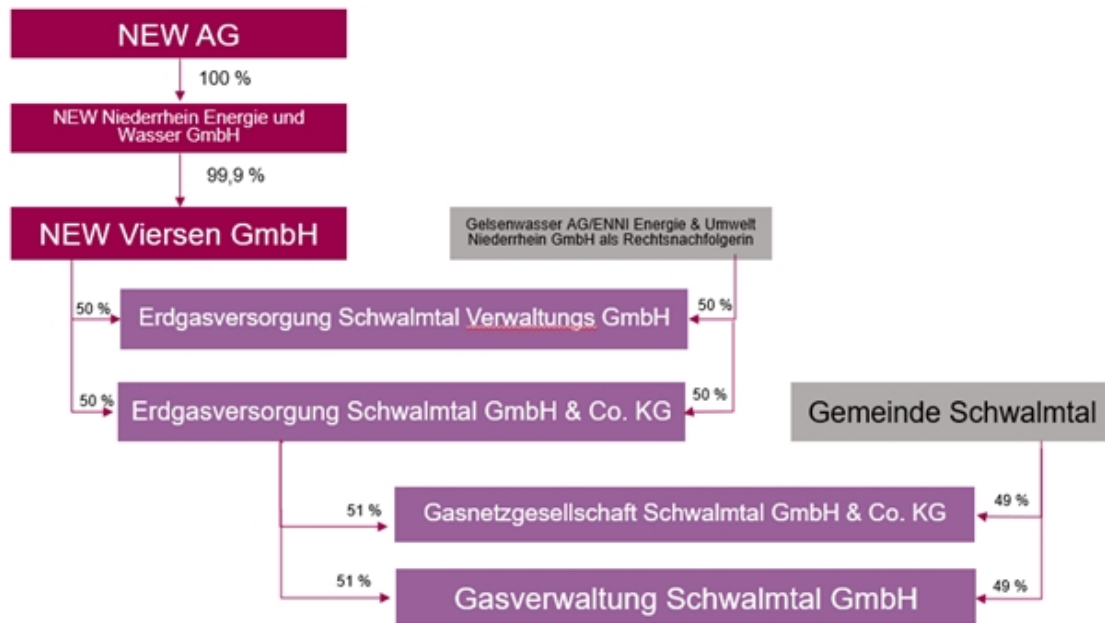 NEW AG
100 %
NEW Niederrhein Energie und
Wasser GmbH
99,9 %
NEW Viersen GmbH
Gelsenwasser AG/ENNI Energie & Umwelt
Niederrhein GmbH als Rechtsnachfolgerin
50 %
Erdgasversorgung Schwalmtal Verwaltungs GmbH
50 %
50 %
Erdgasversorgung Schwalmtal GmbH & Co. KG
50 %
Gemeinde Schwalmtal
51 %
Gasnetzgesellschaft Schwalmtal GmbH & Co. KG
49 %
51 %
Gasverwaltung Schwalmtal GmbH
49 %